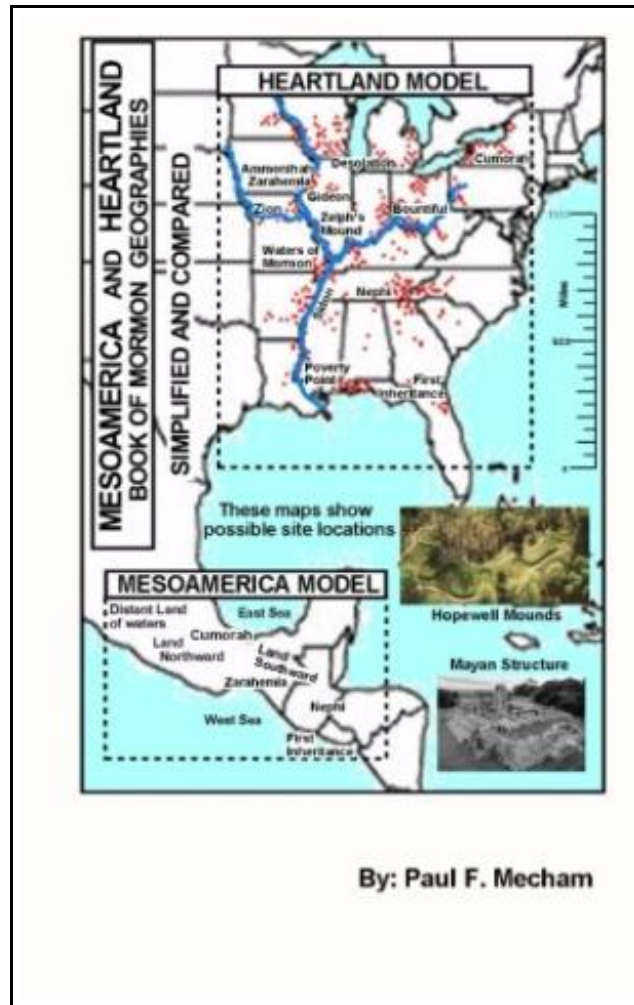 MESOAMERICA AND HEARTLAND
BOOK OF MORMON GEOGRAPHIES
SIMPLIFIED AND COMPARED
HEARTLAND MODEL
Desolation
Cumorah
Ammonihah
Zarahemla
Gideon
Zion
Zelph's
Mound
Bountiful
Waters of
Mormon
Nephi
Sidon
Poverty
Point
First
Inheritance
Miles
0
These maps show
possible site locations
Hopewell Mounds
MESOAMERICA MODEL
Distant Land
of waters
East Sea
Cumorah
Land
Northward
Land
Southward
Zarahemla
Nephi
West Sea
First
Inheritance
Mayan Structure
By: Paul F. Mecham